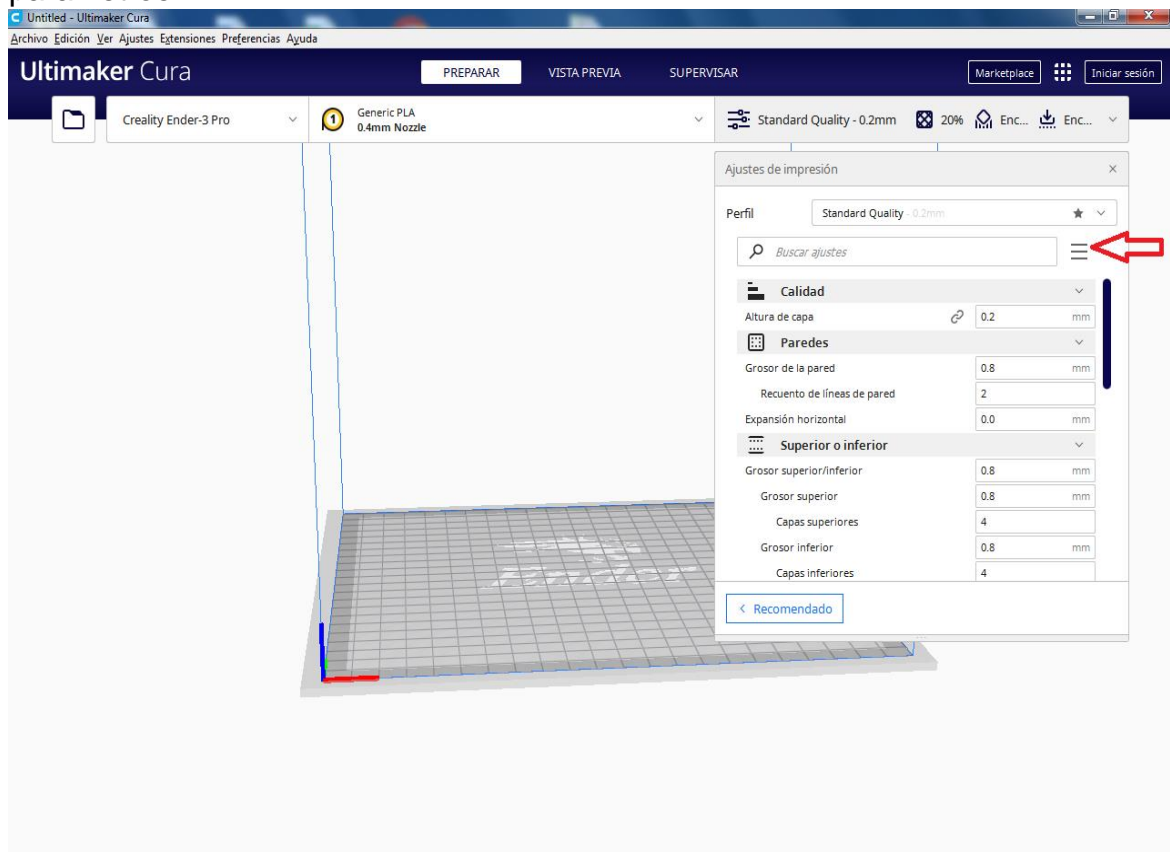 Untitled - Ultimaker Cura
Archivo Edición Ver Ajustes Extensiones Preferencias Ayuda
Ultimaker Cura
PREPARAR VISTA PREVIA SUPERVISAR
Marketplace Iniciar sesión
Creality Ender-3 Pro
1 Generic PLA
0.4mm Nozzle
Standard Quality - 0.2mm 20% Enc... Enc...
Ajustes de impresión
Perfil Standard Quality - 0.2mm
Buscar ajustes
Calidad
Altura de capa 0.2 mm
Paredes
Grosor de la pared 0.8 mm
Recuento de líneas de pared 2
Expansión horizontal 0.0 mm
Superior o inferior
Grosor superior/inferior 0.8 mm
Grosor superior 0.8 mm
Capas superiores 4
Grosor inferior 0.8 mm
Capas inferiores 4
Recomendado
Ender